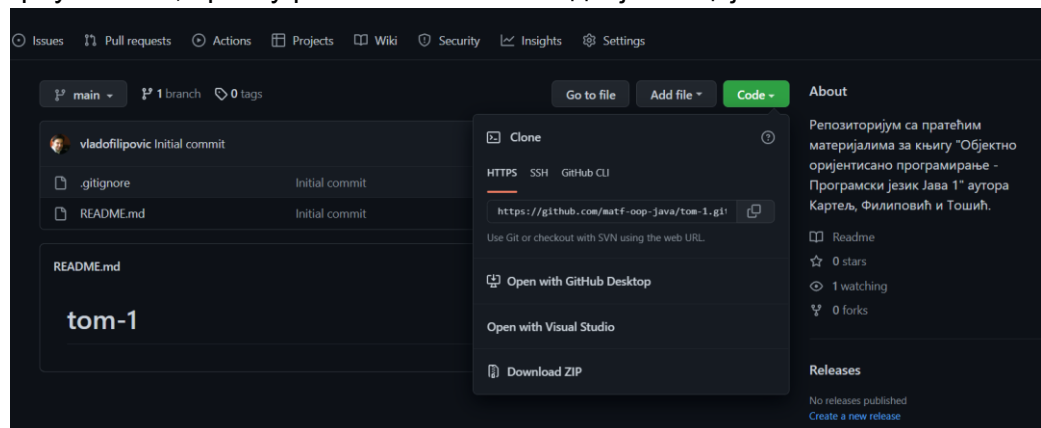 Issues Pull requests Actions Projects Wiki Security Insights Settings
main 1 branch 0 tags Go to file Add file Code
vladofilipovic Initial commit
.gitignore Initial commit
README.md Initial commit
README.md
tom-1
Clone
HTTPS SSH GitHub CLI
https://github.com/matf-oop-java/tom-1.gi
Use Git or checkout with SVN using the web URL.
Open with GitHub Desktop
Open with Visual Studio
Download ZIP
About
Репозиторијум са пратећим
материјалима за књигу "Објектно
оријентисано програмирање -
Програмски језик Јава 1" аутора
Картељ, Филиповић и Тошић.
Readme
0 stars
1 watching
0 forks
Releases
No releases published
Create a new release